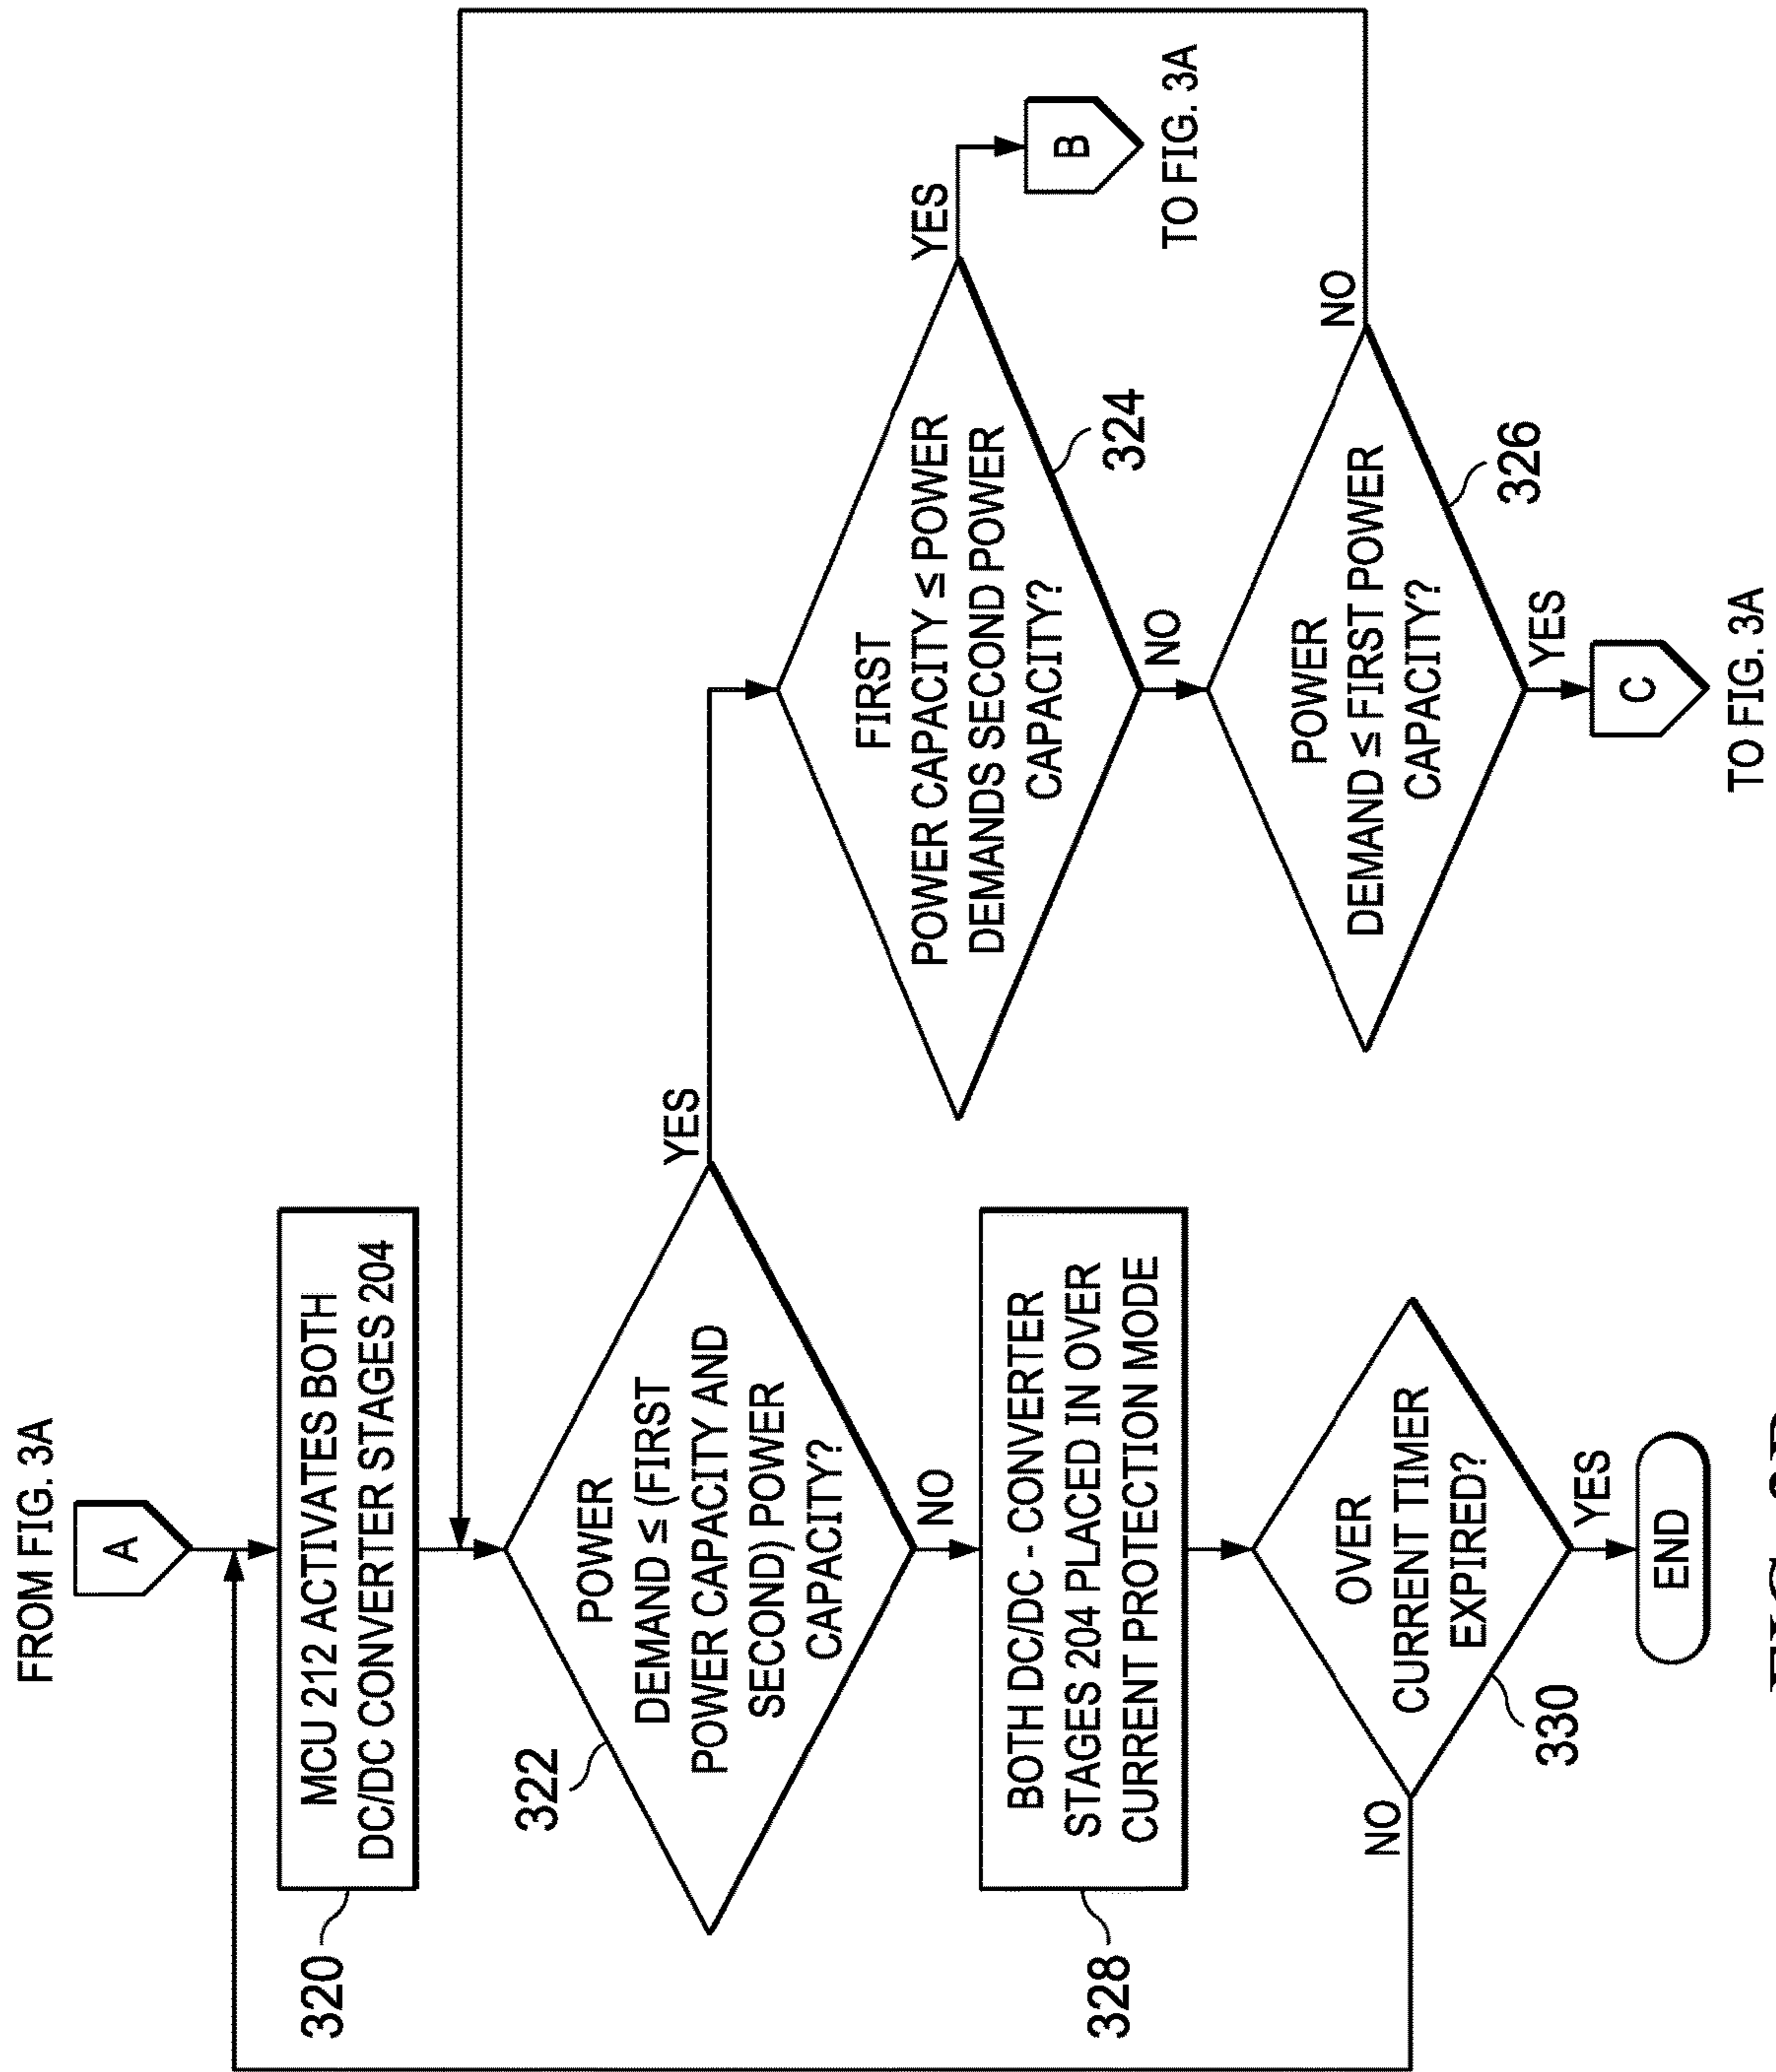 FROM FIG. 3A
A
MCU 212 ACTIVATES BOTH
DC/DC CONVERTER STAGES 204
320
POWER
DEMAND ≤ (FIRST
POWER CAPACITY AND
SECOND) POWER
CAPACITY?
322
YES
NO
FIRST
POWER CAPACITY ≤ POWER
DEMANDS SECOND POWER
CAPACITY?
324
YES
B
TO FIG. 3A
NO
POWER
DEMAND ≤ FIRST POWER
CAPACITY?
326
NO
YES
C
TO FIG. 3A
BOTH DC/DC - CONVERTER
STAGES 204 PLACED IN OVER
CURRENT PROTECTION MODE
328
OVER
CURRENT TIMER
EXPIRED?
330
NO
YES
END